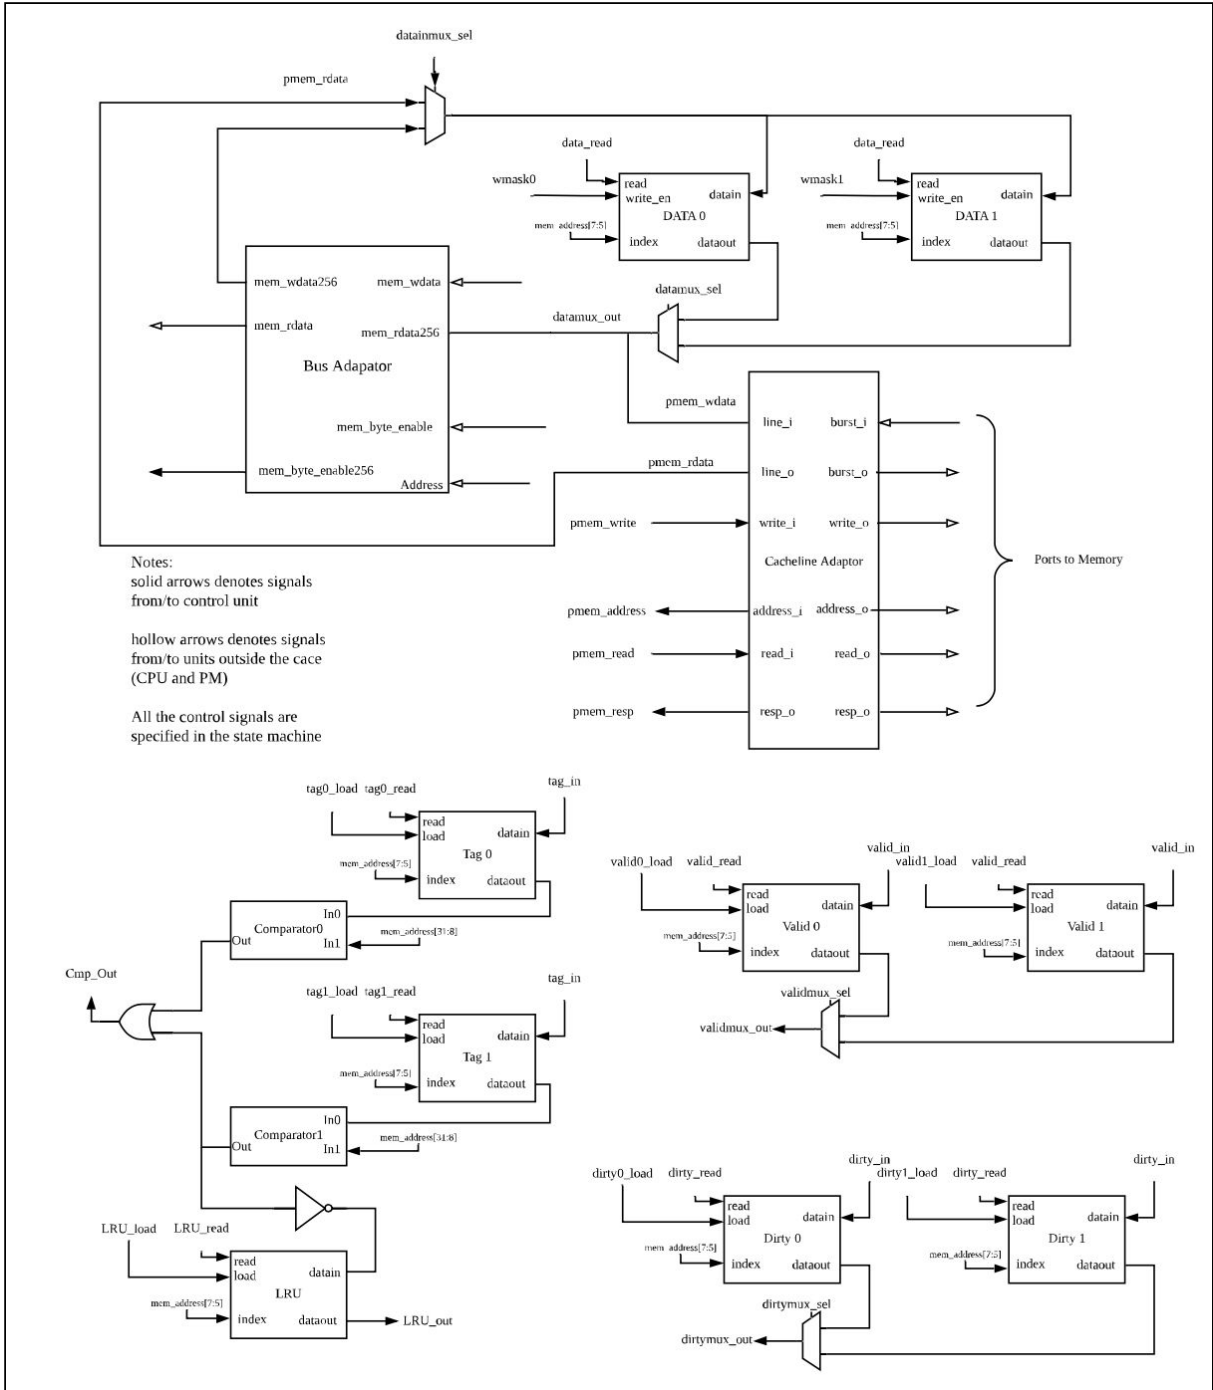 datainmux_sel
pmem_rdata
data_read
data_read
wmask0
read
write_en
datain
DATA 0
mem_address[7:5]
index
dataout
wmask1
read
write_en
datain
DATA 1
mem_address[7:5]
index
dataout
mem_wdata256
mem_wdata
mem_rdata
mem_rdata256
Bus Adapator
mem_byte_enable
mem_byte_enable256
Address
datamux_sel
datamux_out
pmem_wdata
line_i
burst_i
pmem_rdata
line_o
burst_o
pmem_write
write_i
write_o
Cacheline Adaptor
Ports to Memory
pmem_address
address_i
address_o
pmem_read
read_i
read_o
pmem_resp
resp_o
resp_o
Notes:
solid arrows denotes signals
from/to control unit
hollow arrows denotes signals
from/to units outside the cace
(CPU and PM)
All the control signals are
specified in the state machine
tag0_load tag0_read
tag_in
read
load
datain
Tag 0
mem_address[7:5]
index
dataout
In0
Comparator0
Out
In1
mem_address[31:8]
Cmp_Out
tag1_load tag1_read
tag_in
read
load
datain
Tag 1
mem_address[7:5]
index
dataout
In0
Comparator1
Out
In1
mem_address[31:8]
LRU_load
LRU_read
read
load
datain
LRU
mem_address[7:5]
index
dataout
LRU_out
valid0_load
valid_read
valid_in
read
load
datain
Valid 0
mem_address[7:5]
index
dataout
valid1_load
valid_read
valid_in
read
load
datain
Valid 1
mem_address[7:5]
index
dataout
validmux_sel
validmux_out
dirty0_load
dirty_read
dirty_in
read
load
datain
Dirty 0
mem_address[7:5]
index
dataout
dirty1_load
dirty_read
dirty_in
read
load
datain
Dirty 1
mem_address[7:5]
index
dataout
dirtymux_sel
dirtymux_out